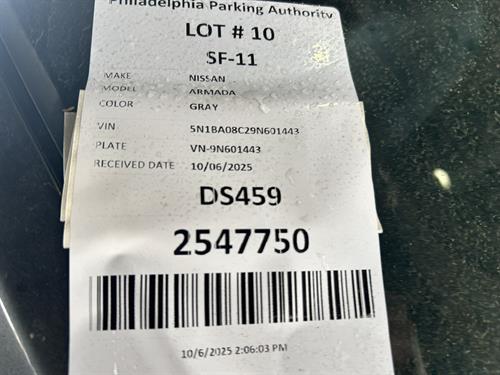 Philadelphia Parking Authority
LOT # 10
SF-11
MAKE NISSAN
MODEL ARMADA
COLOR GRAY
VIN 5N1BA08C29N601443
PLATE VN-9N601443
RECEIVED DATE 10/06/2025
DS459
2547750
10/6/2025 2:06:03 PM